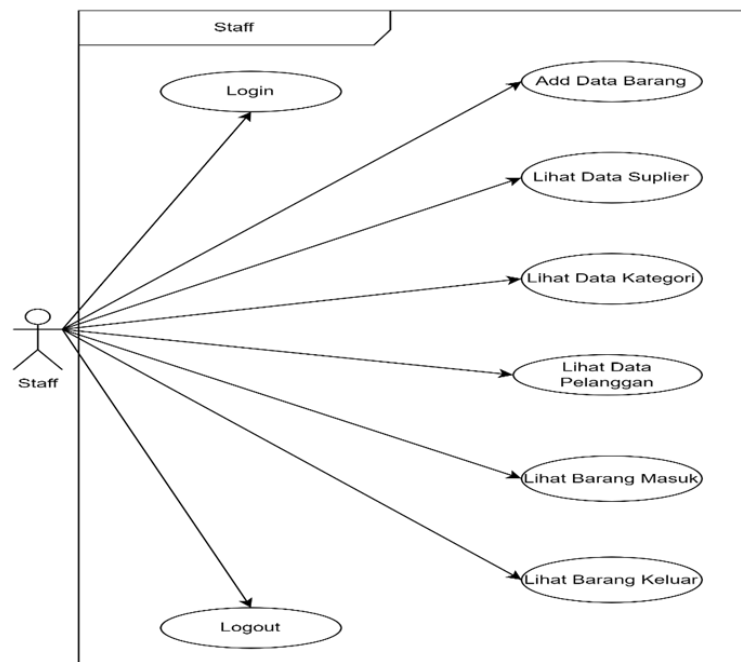 Staff
Login
Add Data Barang
Lihat Data Suplier
Lihat Data Kategori
Lihat Data
Pelanggan
Staff
Lihat Barang Masuk
Lihat Barang Keluar
Logout